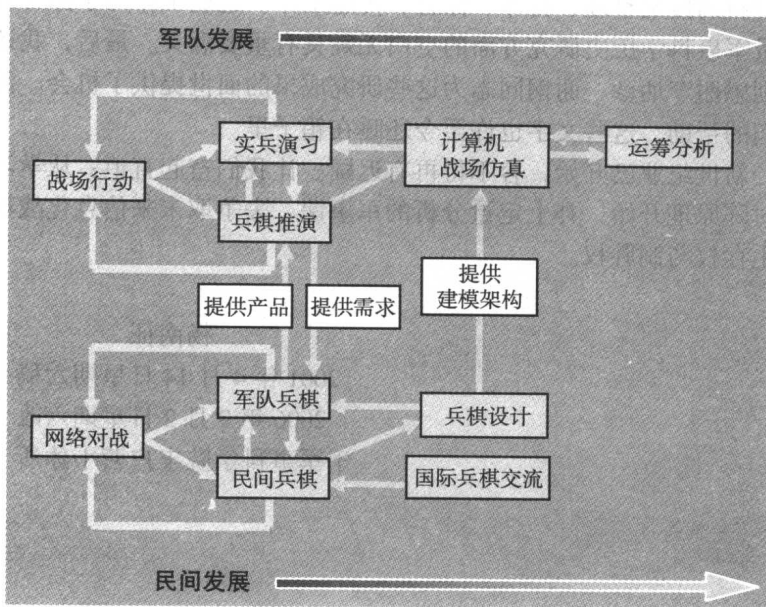 军队发展
实兵演习
计算机
战场仿真
运筹分析
战场行动
兵棋推演
提供产品
提供需求
提供
建模架构
军队兵棋
兵棋设计
网络对战
民间兵棋
国际兵棋交流
民间发展